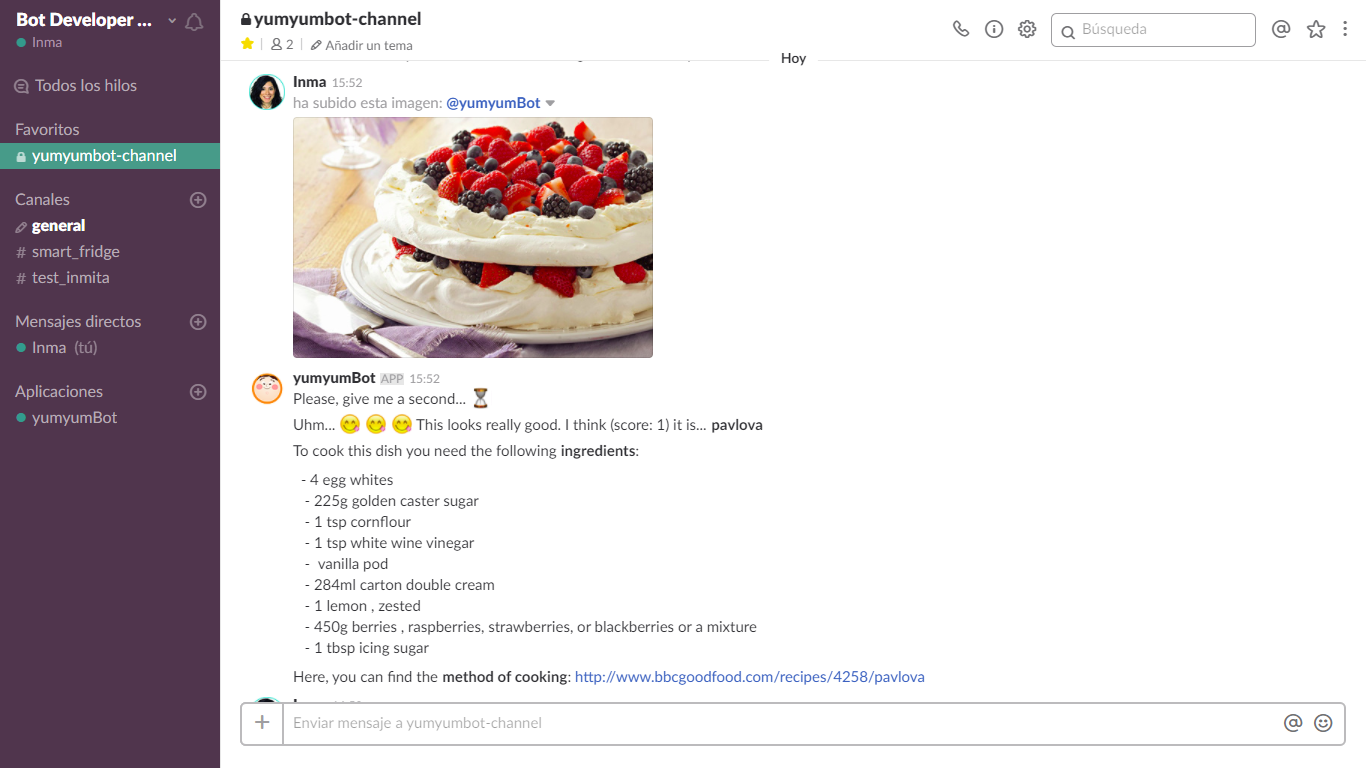 Bot Developer ...
Inma
Todos los hilos
Favoritos
yumyumbot-channel
Canales
general
# smart_fridge
# test_inmita
Mensajes directos
Inma (tú)
Aplicaciones
yumyumBot
yumyumbot-channel
2
Añadir un tema
Búsqueda
Hoy
Inma 15:52
ha subido esta imagen: @yumyumBot
yumyumBot APP 15:52
Please, give me a second...
Uhm... 😋 😋 😋 This looks really good. I think (score: 1) it is... pavlova
To cook this dish you need the following ingredients:
- 4 egg whites
- 225g golden caster sugar
- 1 tsp cornflour
- 1 tsp white wine vinegar
- vanilla pod
- 284ml carton double cream
- 1 lemon , zested
- 450g berries , raspberries, strawberries, or blackberries or a mixture
- 1 tbsp icing sugar
Here, you can find the method of cooking: http://www.bbcgoodfood.com/recipes/4258/pavlova
Enviar mensaje a yumyumbot-channel